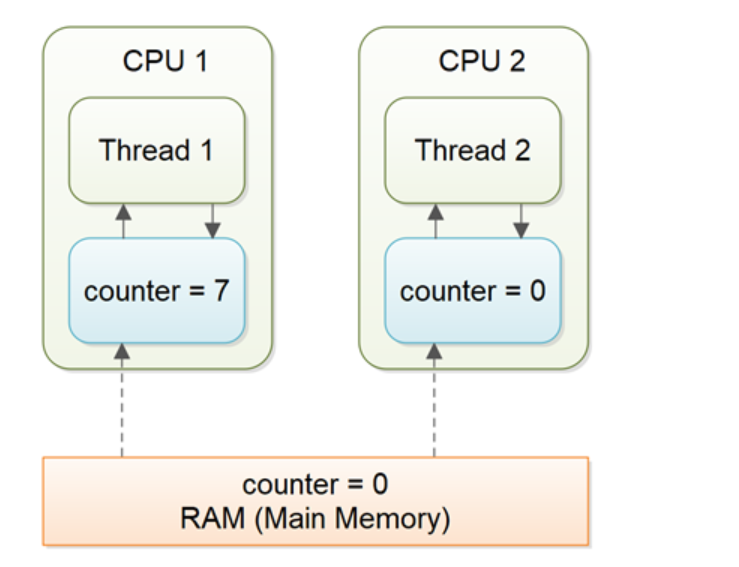 CPU 1
CPU 2
Thread 1
Thread 2
counter = 7
counter = 0
counter = 0
RAM (Main Memory)